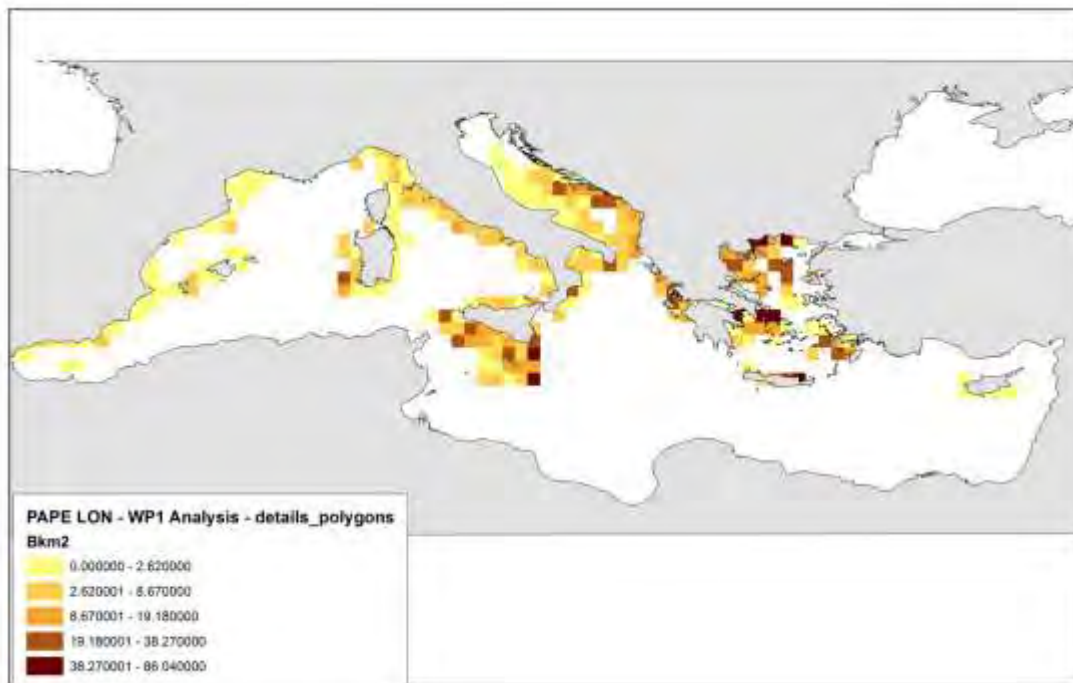 PAPE LON - WP1 Analysis - details_polygons
Bkm2
0.000000 - 2.620000
2.620001 - 8.670000
8.670001 - 19.180000
19.180001 - 38.270000
38.270001 - 86.040000